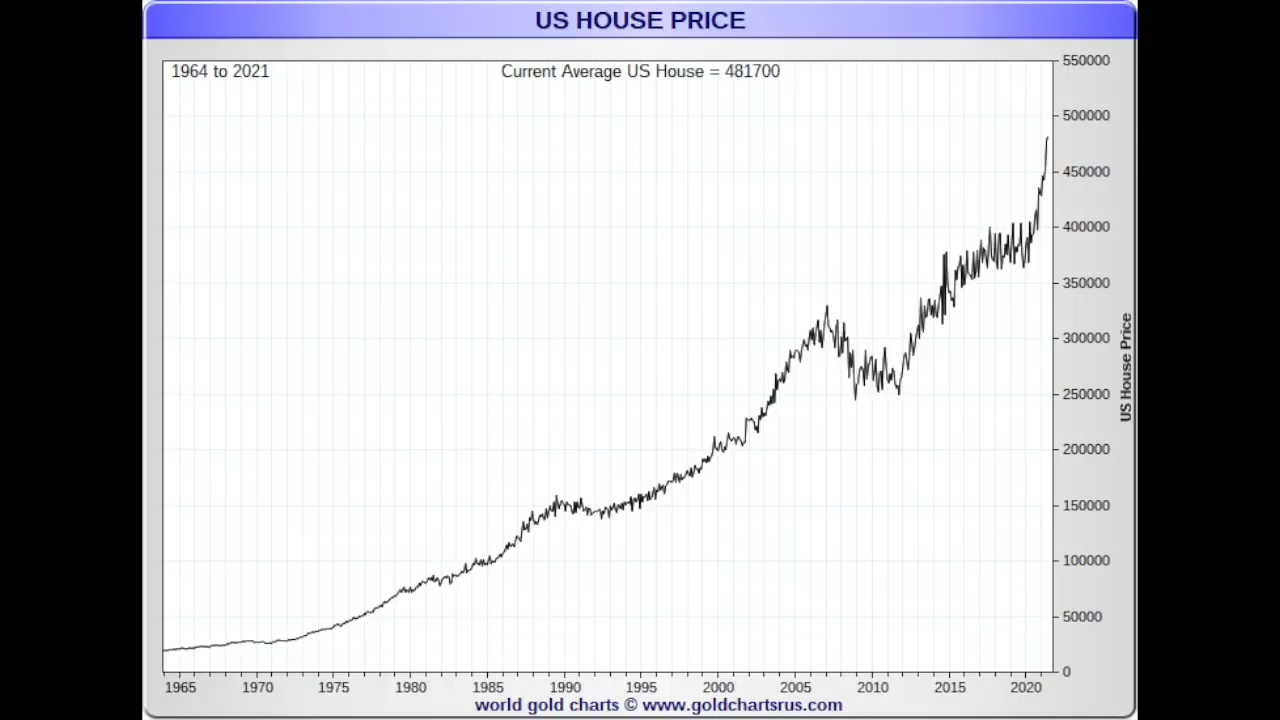 US HOUSE PRICE
1964 to 2021
Current Average US House = 481700
550000
500000
450000
400000
350000
300000
250000
200000
150000
100000
50000
0
US House Price
1965 1970 1975 1980 1985 1990 1995 2000 2005 2010 2015 2020
world gold charts © www.goldchartsrus.com